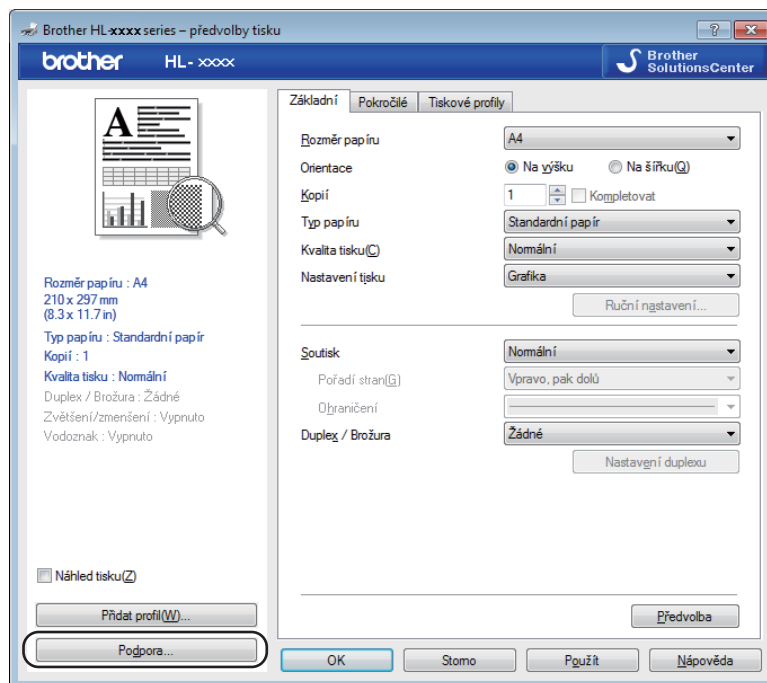 Brother HL-xxxx series – předvolby tisku
brother HL- xxxx
Brother
SolutionsCenter
Základní Pokročilé Tiskové profily
A
Rozměr papíru A4
Orientace Na výšku Na šířku(Q)
Kopií 1 Kompletovat
Typ papíru Standardní papír
Kvalita tisku(C) Normální
Nastavení tisku Grafika
Ruční nastavení...
Soutisk Normální
Pořadí stran(G) Vpravo, pak dolů
Ohraničení
Duplex / Brožura Žádné
Nastavení duplexu
Rozměr papíru : A4
210 x 297 mm
(8.3 x 11.7 in)
Typ papíru : Standardní papír
Kopií : 1
Kvalita tisku : Normální
Duplex / Brožura : Žádné
Zvětšení/zmenšení : Vypnuto
Vodoznak : Vypnuto
Náhled tisku(Z)
Přidat profil(W)...
Podpora...
Předvolba
OK Storno Použít Nápověda